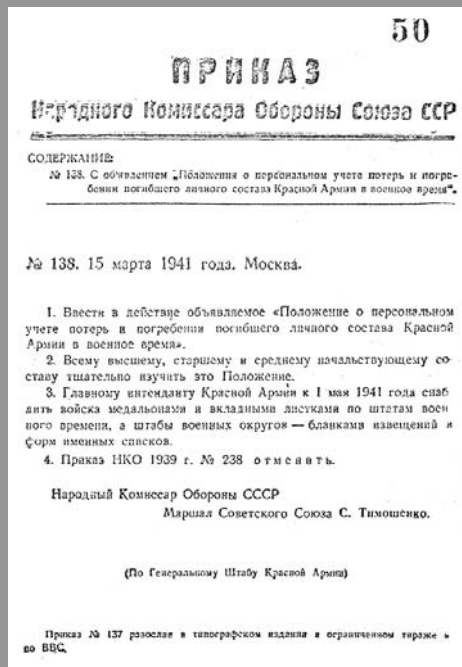 50
ПРИКАЗ
Народного Комиссара Обороны Союза ССР
СОДЕРЖАНИЕ:
№ 138. С объявлением „Положения о персональном учете потерь и погре-
бении погибшего личного состава Красной Армии в военное время“.
№ 138. 15 марта 1941 года. Москва.
1. Ввести в действие объявляемое «Положение о персональном
учете потерь и погребении погибшего личного состава Красной
Армии в военное время».
2. Всему высшему, старшему и среднему начальствующему со-
ставу тщательно изучить это Положение.
3. Главному интенданту Красной Армии к 1 мая 1941 года снаб
дить войска медальонами и вкладными листками по штатам воен
ного времени, а штабы военных округов — бланками извещений и
форм именных списков.
4. Приказ НКО 1939 г. № 238 отменить.
Народный Комиссар Обороны СССР
Маршал Советского Союза С. Тимошенко.
(По Генеральному Штабу Красной Армии)
Приказ № 137 разослан в типографском издании в ограниченном тираже и
по ВВС.